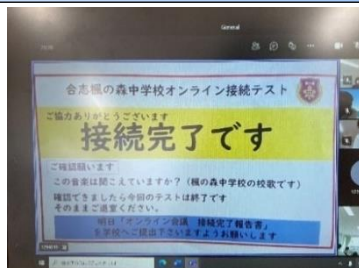 General
合志楓の森中学校オンライン接続テスト
ご協力ありがとうございます
接続完了です
ご確認願います
この音楽は聞こえていますか？（楓の森中学校の校歌です）
確認できましたら今回のテストは終了です
そのままご退室ください。
明日「オンライン会議　接続完了報告書」
を学校へご提出下さいますようお願いします